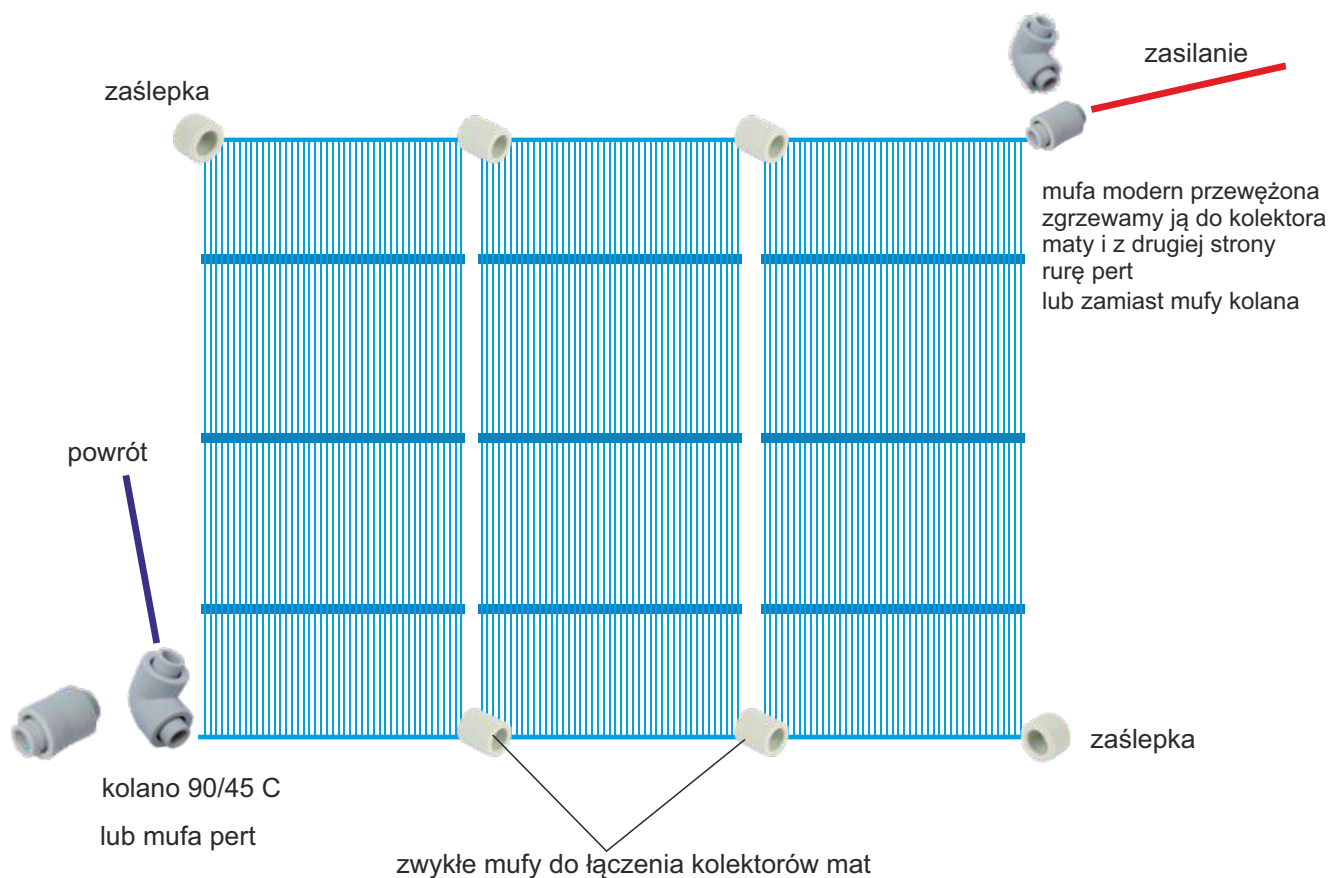 zasilanie
zaślepka
mufa modern przewężona
zgrzewamy ją do kolektora
maty i z drugiej strony
rurę pert
lub zamiast mufy kolana
powrót
zaślepka
kolano 90/45 C
lub mufa pert
zwykłe mufy do łączenia kolektorów mat